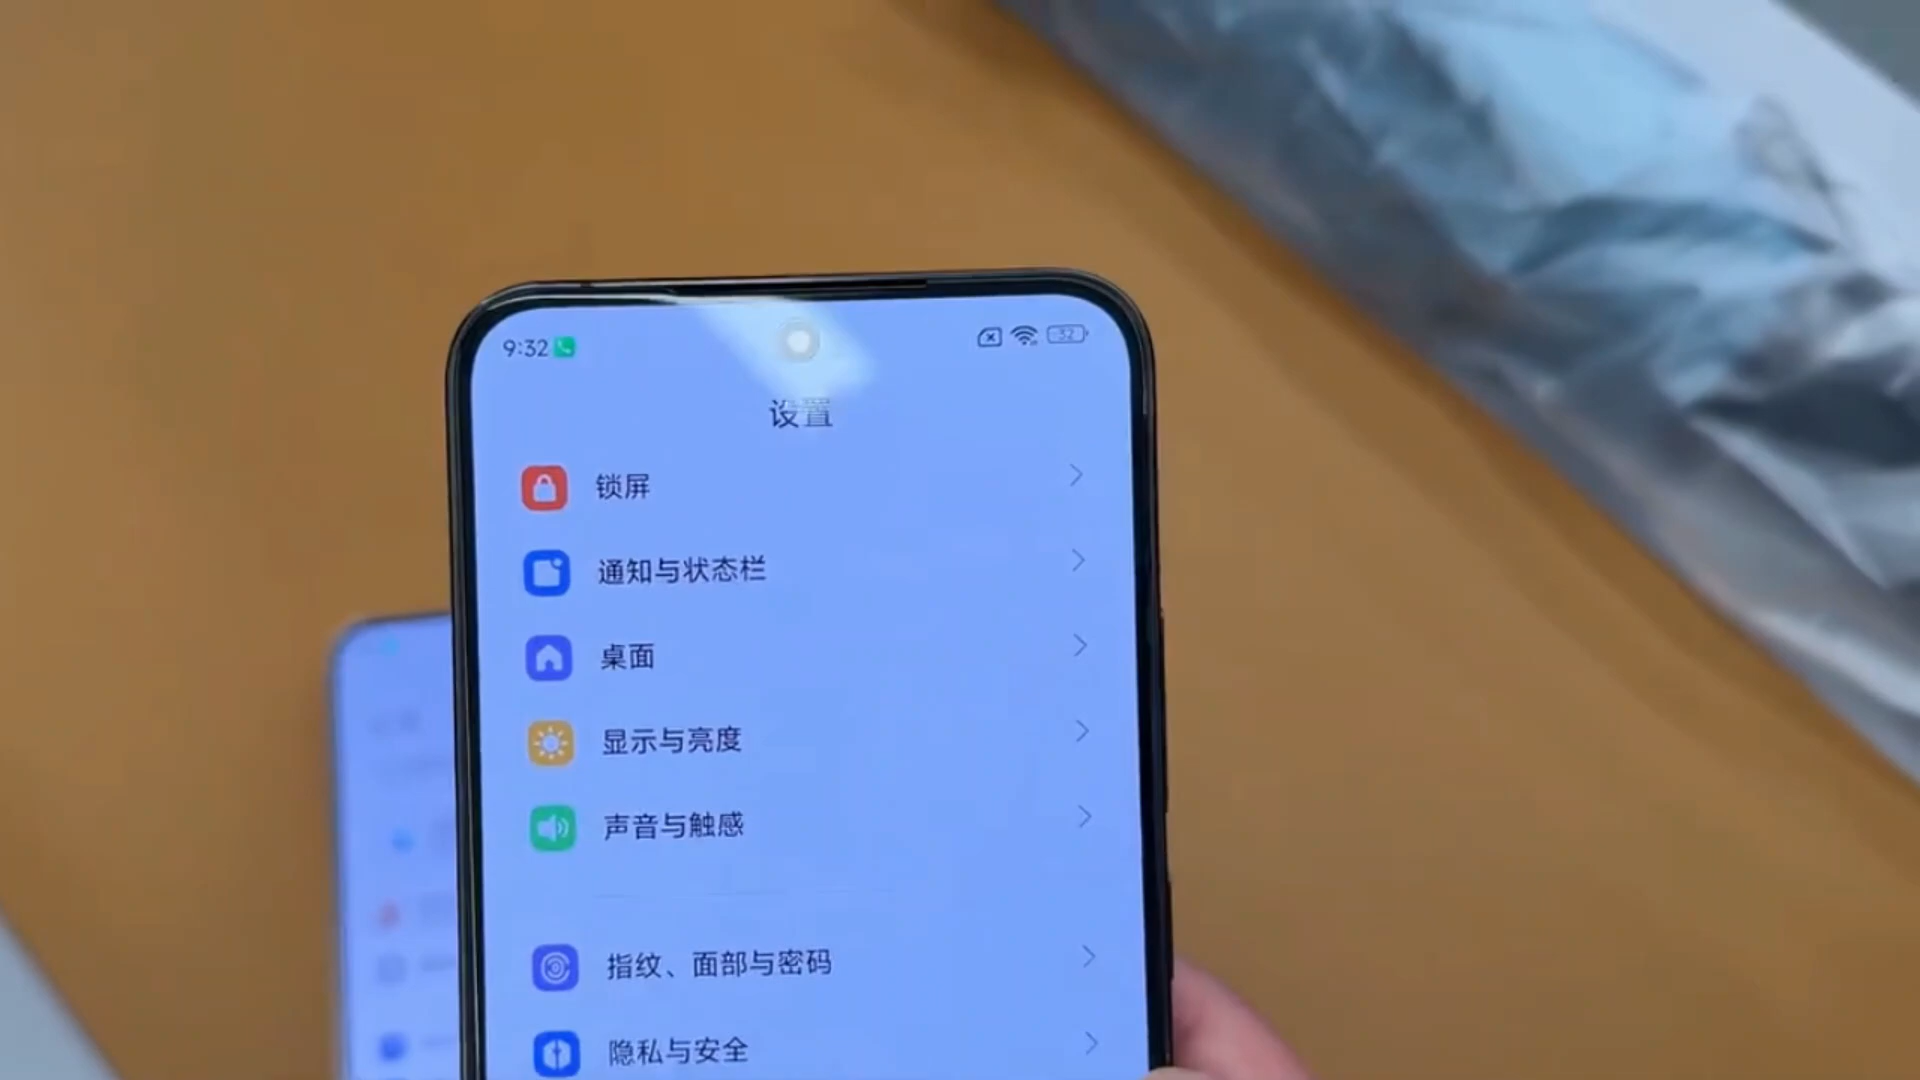 9:32
32
设置
锁屏
通知与状态栏
桌面
显示与亮度
声音与触感
指纹、面部与密码
隐私与安全